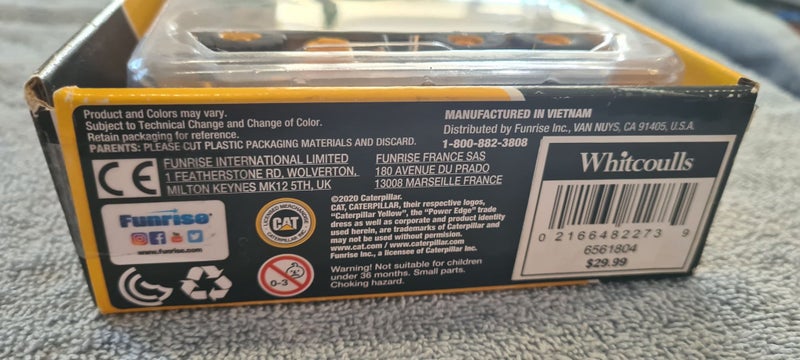 Product and Colors may vary.
Subject to Technical Change and Change of Color.
Retain packaging for reference.
PARENTS: PLEASE CUT PLASTIC PACKAGING MATERIALS AND DISCARD.
MANUFACTURED IN VIETNAM
Distributed by Funrise Inc., VAN NUYS, CA 91405, U.S.A.
1-800-882-3808
CE
FUNRISE INTERNATIONAL LIMITED
1 FEATHERSTONE RD, WOLVERTON,
MILTON KEYNES MK12 5TH, UK
FUNRISE FRANCE SAS
180 AVENUE DU PRADO
13008 MARSEILLE FRANCE
Funrise
www.funrise.com
LICENSED MERCHANDISE
CAT
CATERPILLAR INC.
©2020 Caterpillar.
CAT, CATERPILLAR, their respective logos,
"Caterpillar Yellow", the "Power Edge" trade
dress as well as corporate and product identity
used herein, are trademarks of Caterpillar and
may not be used without permission.
www.cat.com / www.caterpillar.com
Funrise Inc., a licensee of Caterpillar Inc.
0-3
Warning! Not suitable for children
under 36 months. Small parts.
Choking hazard.
Whitcoulls
0 2166482273 9
6561804
$29.99